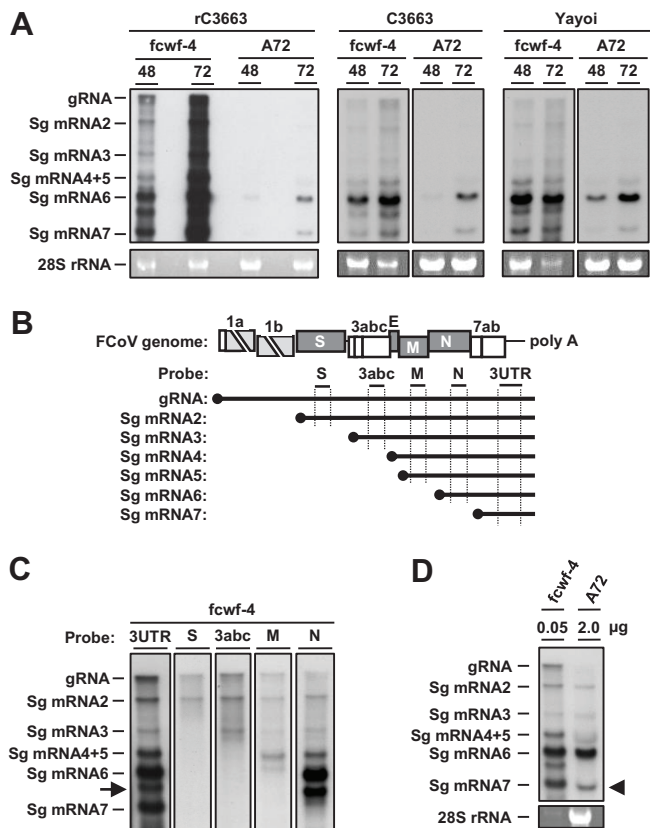 A
rC3663 C3663 Yayoi
fcwf-4 A72 fcwf-4 A72 fcwf-4 A72
48 72 48 72 48 72 48 72 48 72 48 72
gRNA
Sg mRNA2
Sg mRNA3
Sg mRNA4+5
Sg mRNA6
Sg mRNA7
28S rRNA
B
1a 1b S 3abc E M N 7ab
FCoV genome: poly A
Probe: S 3abc M N 3UTR
gRNA:
Sg mRNA2:
Sg mRNA3:
Sg mRNA4:
Sg mRNA5:
Sg mRNA6:
Sg mRNA7:
C
fcwf-4
Probe: 3UTR S 3abc M N
gRNA
Sg mRNA2
Sg mRNA3
Sg mRNA4+5
Sg mRNA6
Sg mRNA7
D
fcwf-4 A72
0.05 2.0 µg
gRNA
Sg mRNA2
Sg mRNA3
Sg mRNA4+5
Sg mRNA6
Sg mRNA7
28S rRNA